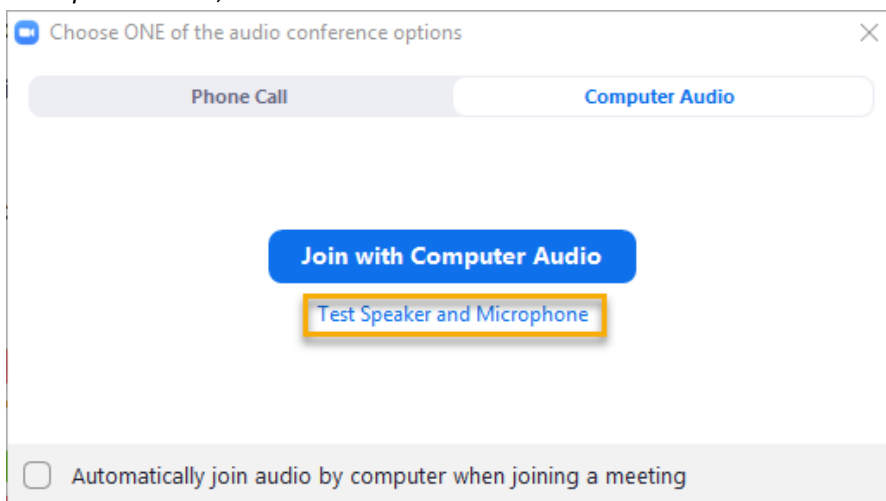 Choose ONE of the audio conference options
Phone Call
Computer Audio
Join with Computer Audio
Test Speaker and Microphone
Automatically join audio by computer when joining a meeting